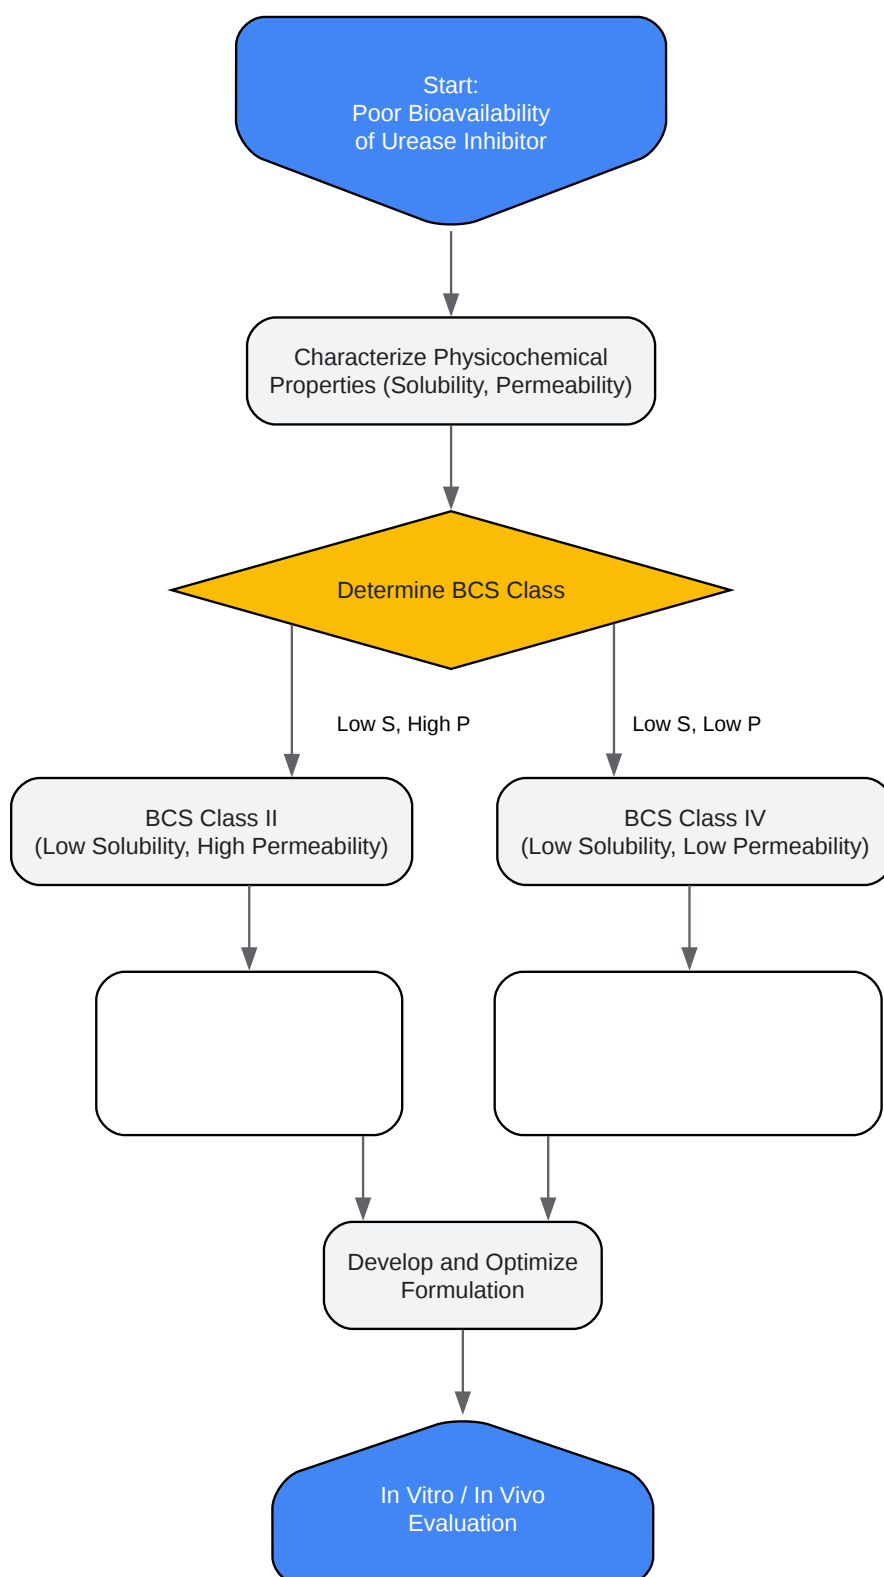 Start:
Poor Bioavailability
of Urease Inhibitor
Characterize Physicochemical
Properties (Solubility, Permeability)
Determine BCS Class
Low S, High P
Low S, Low P
BCS Class II
(Low Solubility, High Permeability)
BCS Class IV
(Low Solubility, Low Permeability)
Develop and Optimize
Formulation
In Vitro / In Vivo
Evaluation